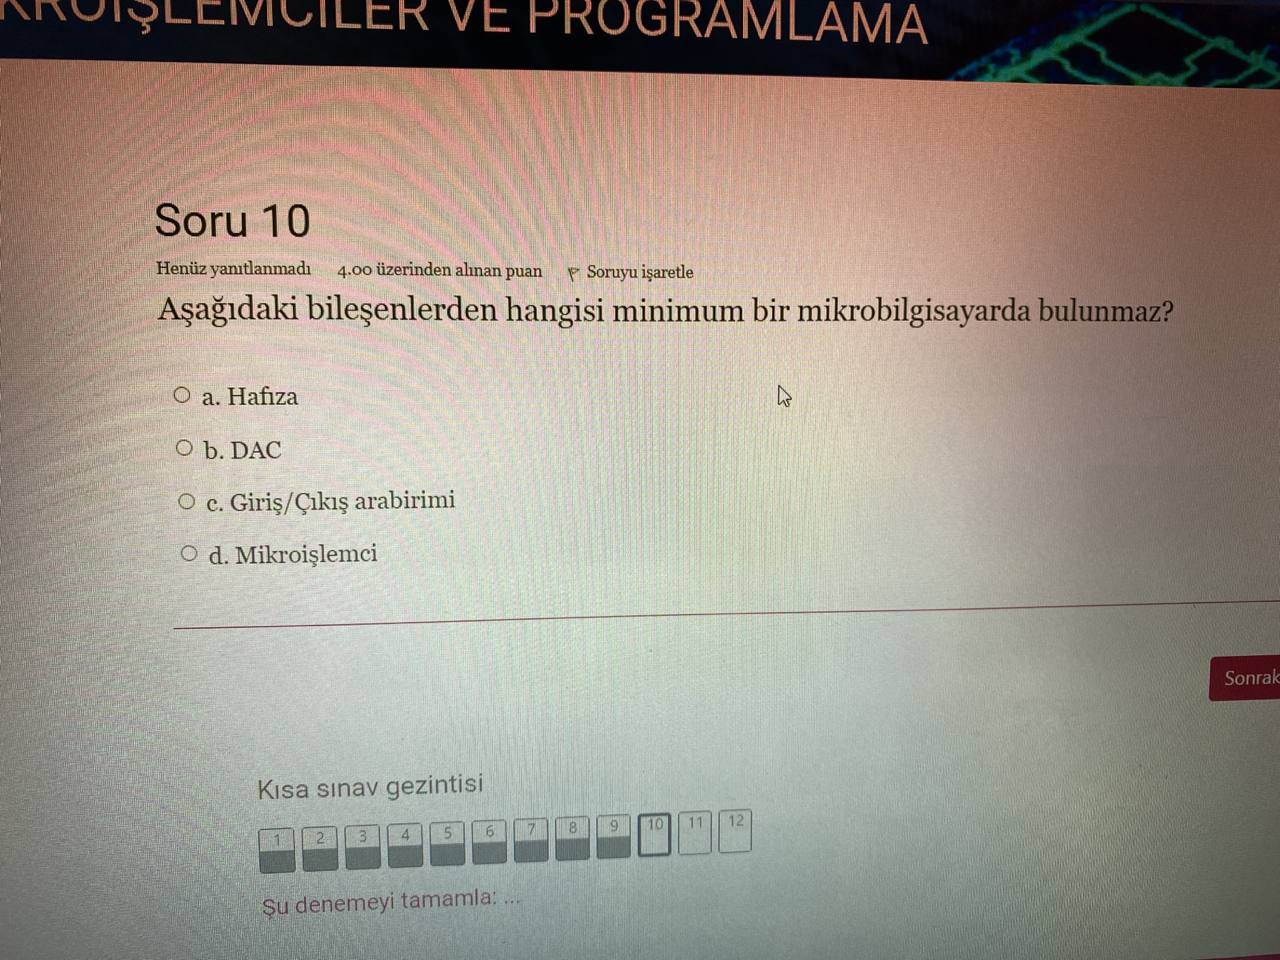 KROİŞLEMCİLER VE PROGRAMLAMA
Soru 10
Henüz yanıtlanmadı 4.00 üzerinden alınan puan Soruyu işaretle
Aşağıdaki bileşenlerden hangisi minimum bir mikrobilgisayarda bulunmaz?
a. Hafıza
b. DAC
c. Giriş/Çıkış arabirimi
d. Mikroişlemci
Sonrak
Kısa sınav gezintisi
1 2 3 4 5 6 7 8 9 10 11 12
Şu denemeyi tamamla: ...